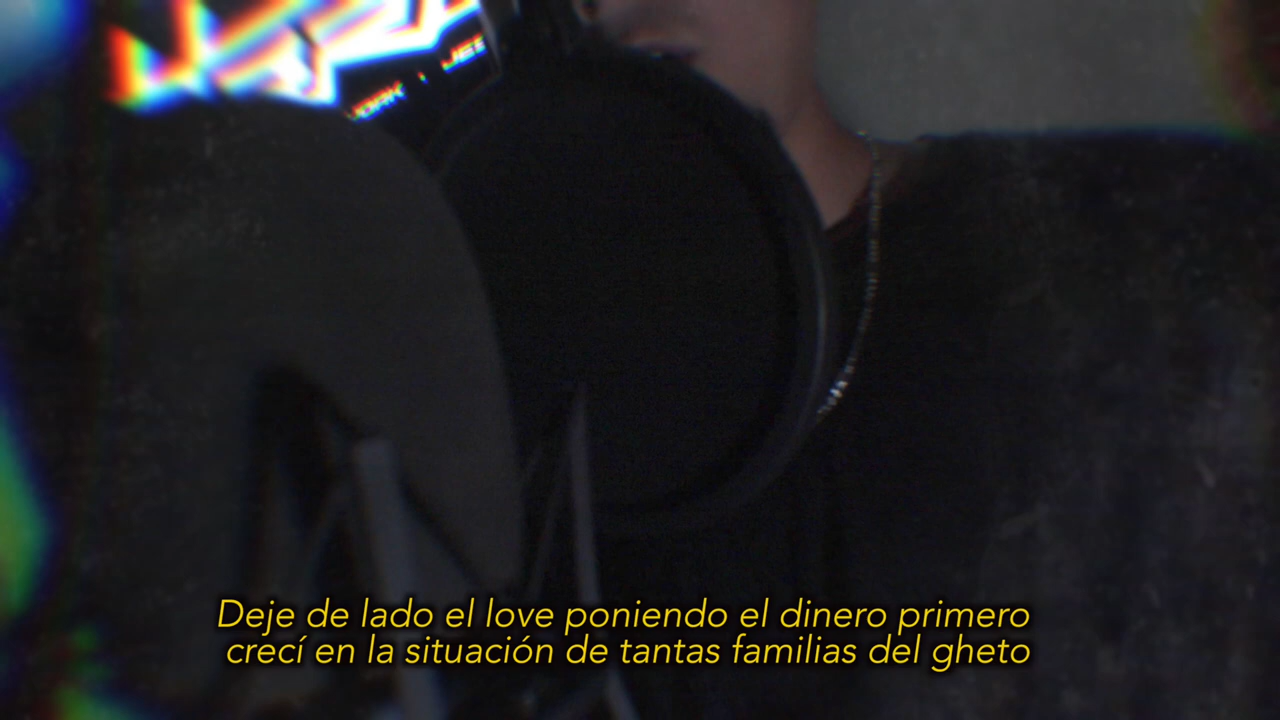 Deje de lado el love poniendo el dinero primero
crecí en la situación de tantas familias del gheto